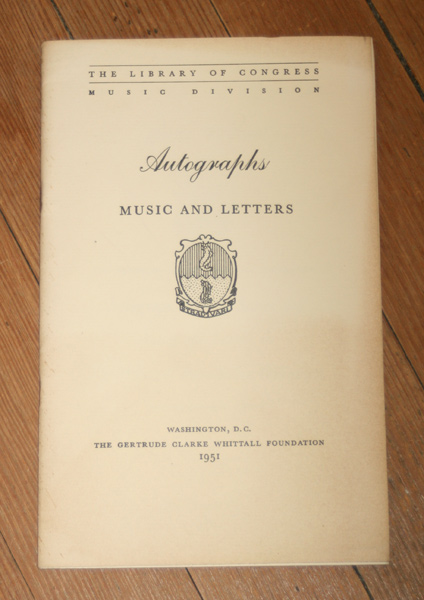 THE LIBRARY OF CONGRESS
MUSIC DIVISION
Autographs
MUSIC AND LETTERS
STRADIVARI
WASHINGTON, D.C.
THE GERTRUDE CLARKE WHITTALL FOUNDATION
1951